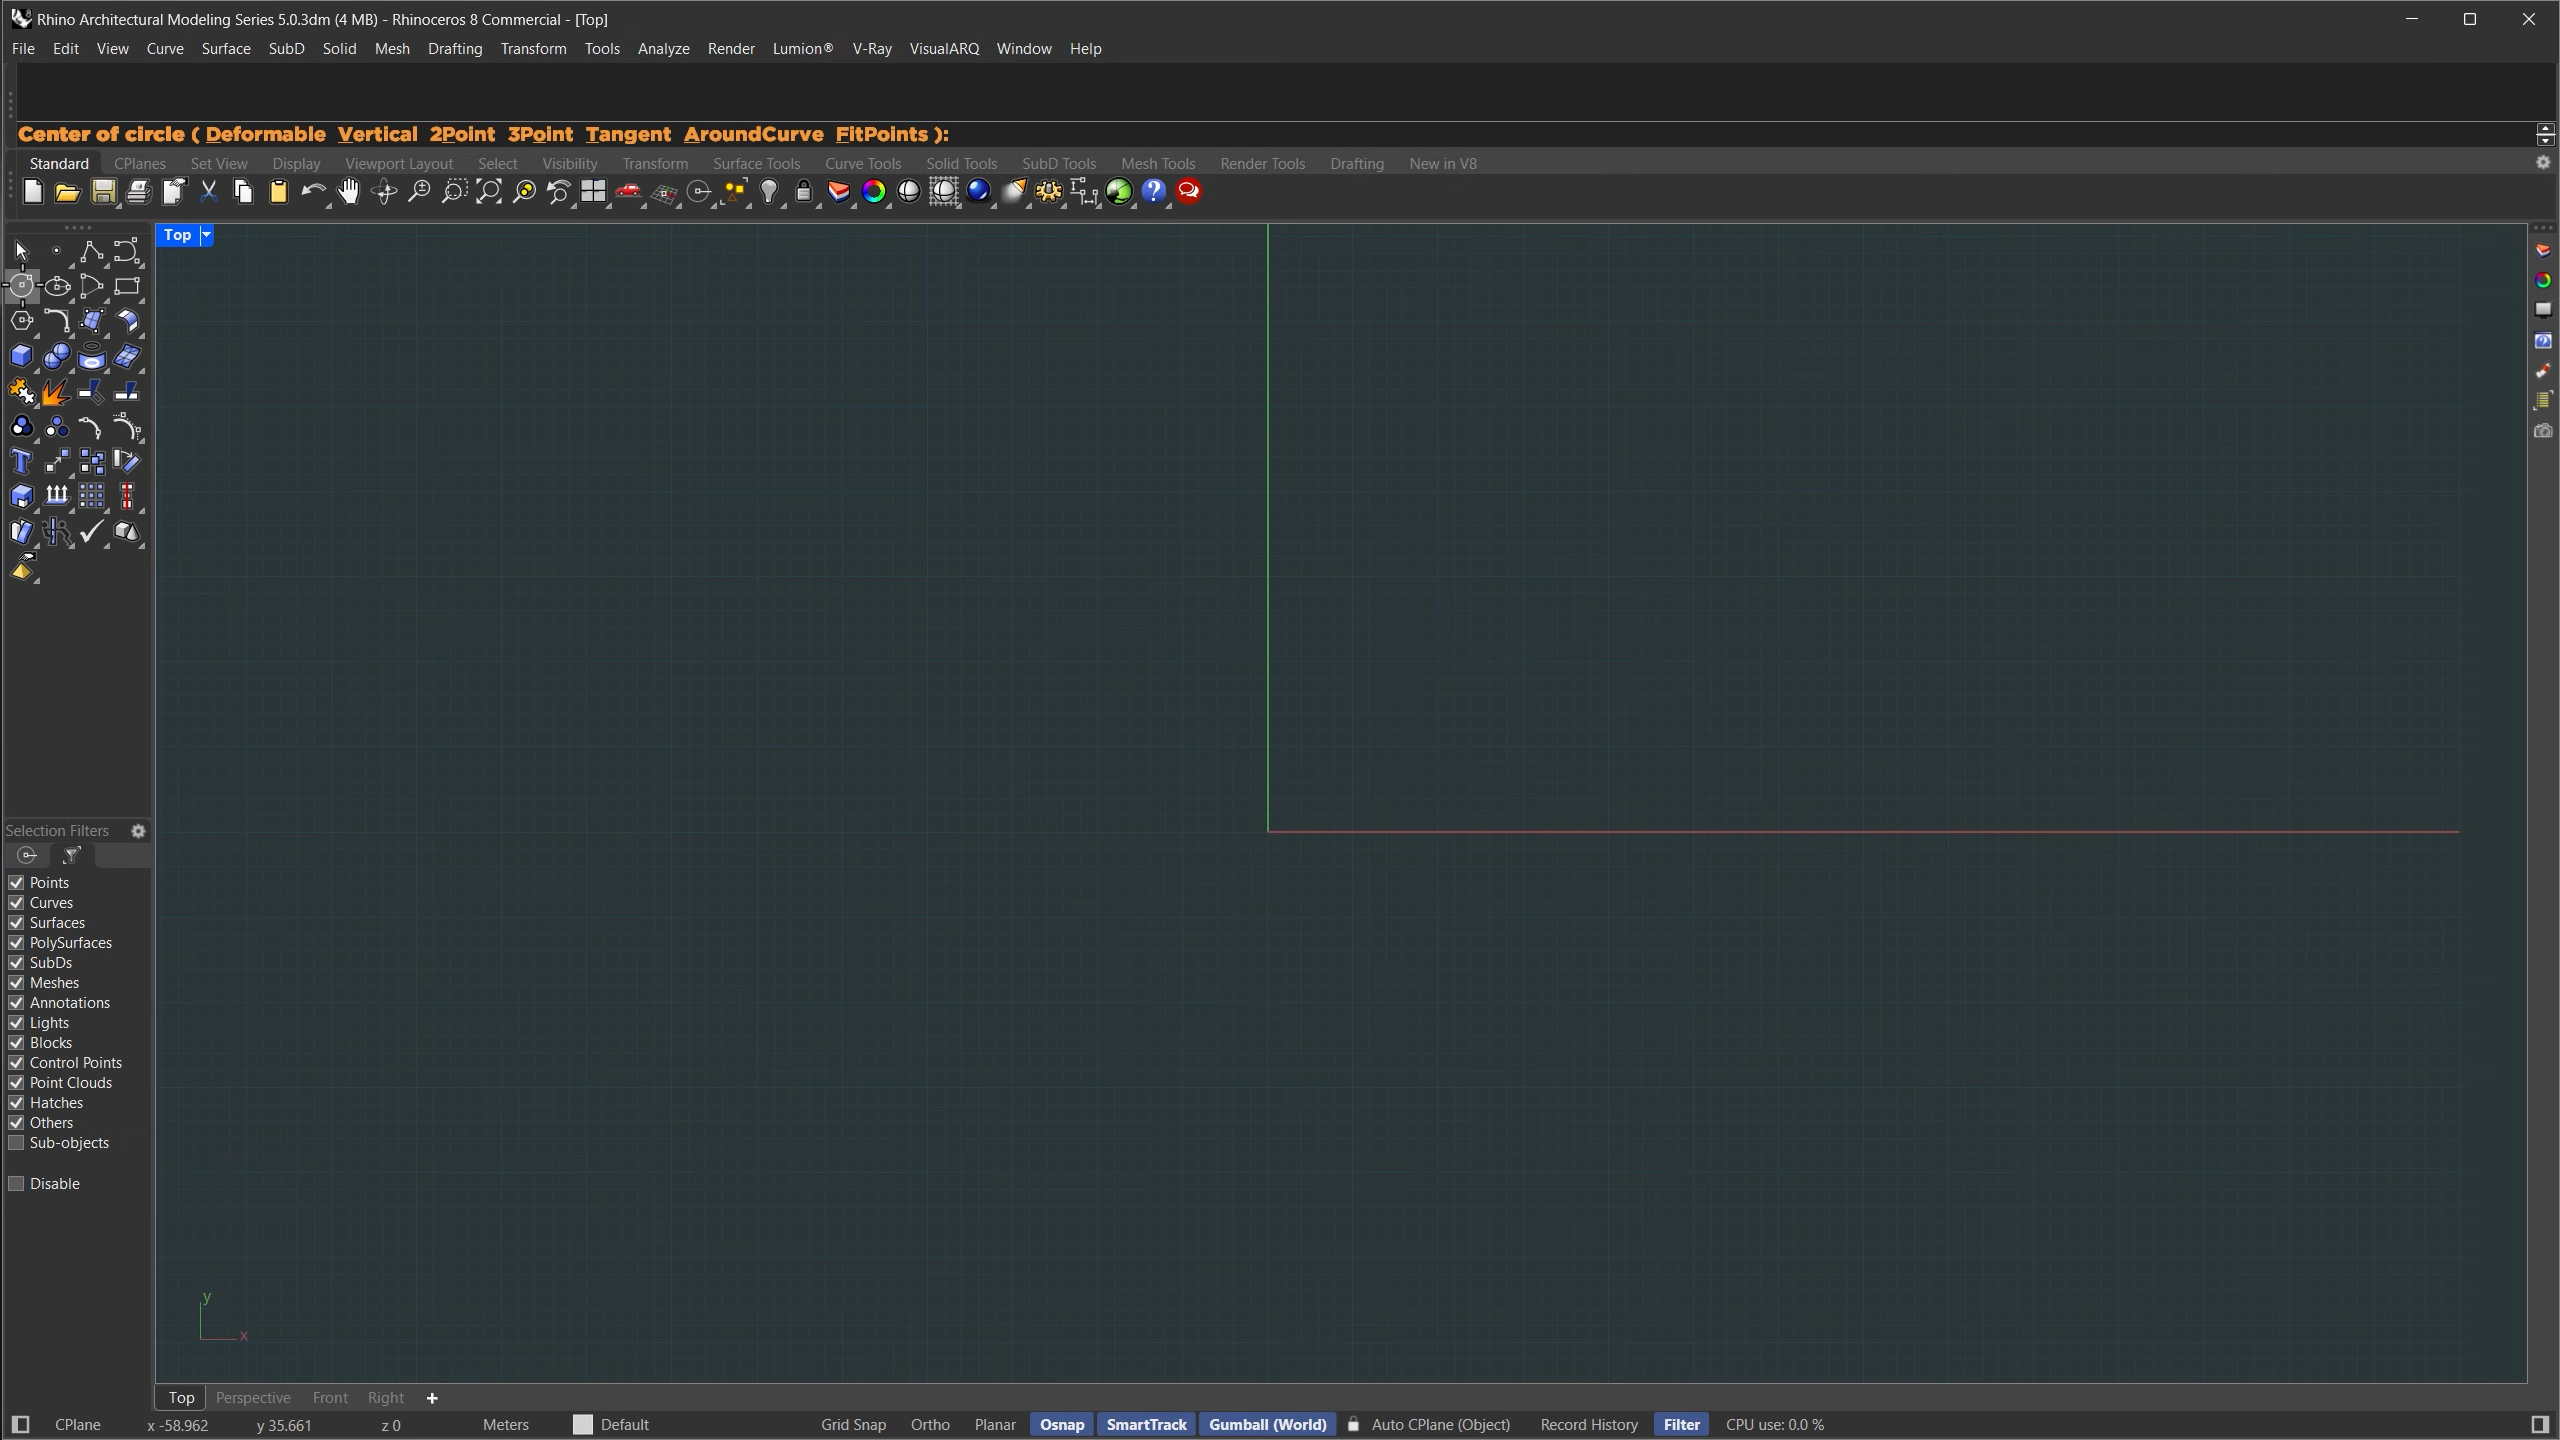 Rhino Architectural Modeling Series 5.0.3dm (4 MB) - Rhinoceros 8 Commercial - [Top]
File Edit View Curve Surface SubD Solid Mesh Drafting Transform Tools Analyze Render Lumion® V-Ray VisualARQ Window Help
Center of circle ( Deformable Vertical 2Point 3Point Tangent AroundCurve FitPoints ):
Standard CPlanes Set View Display Viewport Layout Select Visibility Transform Surface Tools Curve Tools Solid Tools SubD Tools Mesh Tools Render Tools Drafting New in V8
Top
Selection Filters
Points
Curves
Surfaces
PolySurfaces
SubDs
Meshes
Annotations
Lights
Blocks
Control Points
Point Clouds
Hatches
Others
Sub-objects
Disable
y
x
Top Perspective Front Right +
CPlane x -58.962 y 35.661 z 0 Meters Default Grid Snap Ortho Planar Osnap SmartTrack Gumball (World) Auto CPlane (Object) Record History Filter CPU use: 0.0 %